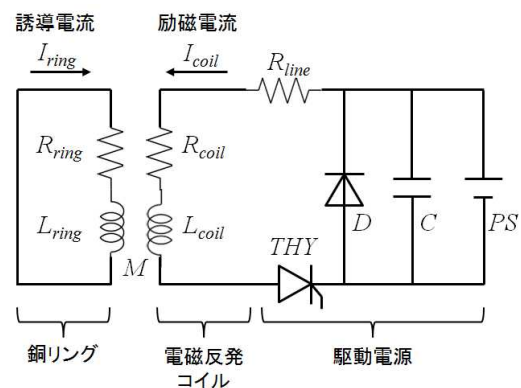 誘導電流
励磁電流
I_ring
I_coil
R_line
R_ring
R_coil
L_ring
L_coil
M
THY
D
C
PS
銅リング
電磁反発
コイル
駆動電源